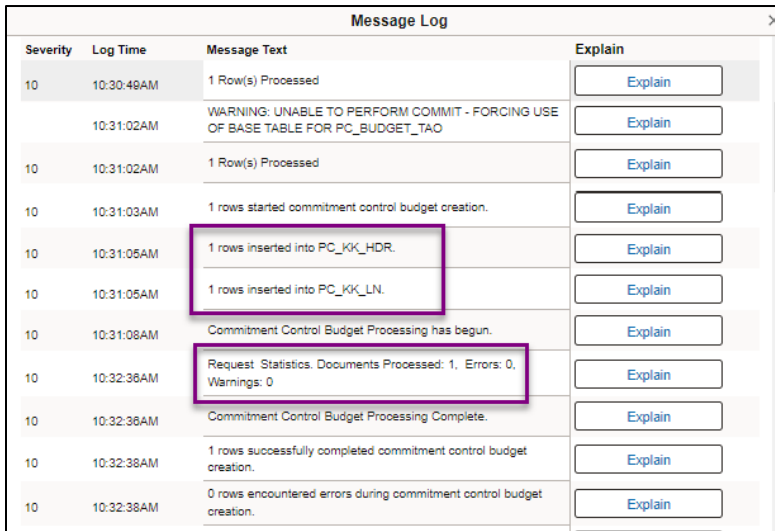 Message Log
Severity Log Time Message Text Explain
10 10:30:49AM 1 Row(s) Processed Explain
10:31:02AM WARNING: UNABLE TO PERFORM COMMIT - FORCING USE
OF BASE TABLE FOR PC_BUDGET_TAO Explain
10 10:31:02AM 1 Row(s) Processed Explain
10 10:31:03AM 1 rows started commitment control budget creation. Explain
10 10:31:05AM 1 rows inserted into PC_KK_HDR. Explain
10 10:31:05AM 1 rows inserted into PC_KK_LN. Explain
10 10:31:08AM Commitment Control Budget Processing has begun. Explain
10 10:32:36AM Request Statistics. Documents Processed: 1, Errors: 0,
Warnings: 0 Explain
10 10:32:36AM Commitment Control Budget Processing Complete. Explain
10 10:32:38AM 1 rows successfully completed commitment control budget
creation. Explain
10 10:32:38AM 0 rows encountered errors during commitment control budget
creation. Explain